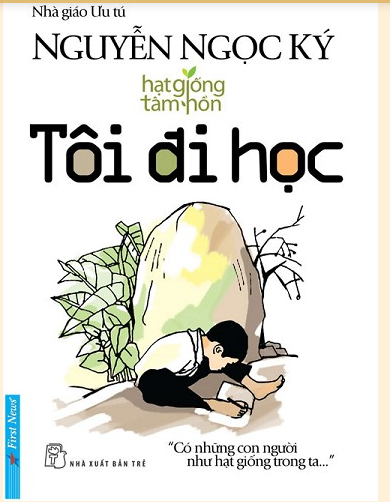 Nhà giáo Ưu tú
NGUYỄN NGỌC KÝ
hạt giống
tâm hồn
Tôi đi học
"Có những con người
như hạt giống trong ta..."
NHÀ XUẤT BẢN TRẺ
First News